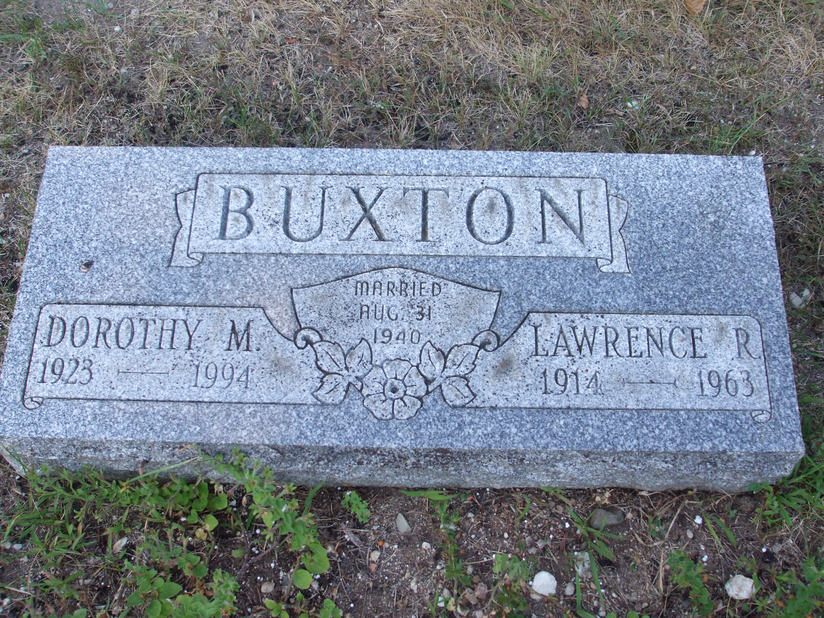 BUXTON
MARRIED
AUG. 31
1940
DOROTHY M.
1923 — 1994
LAWRENCE R.
1914 — 1963